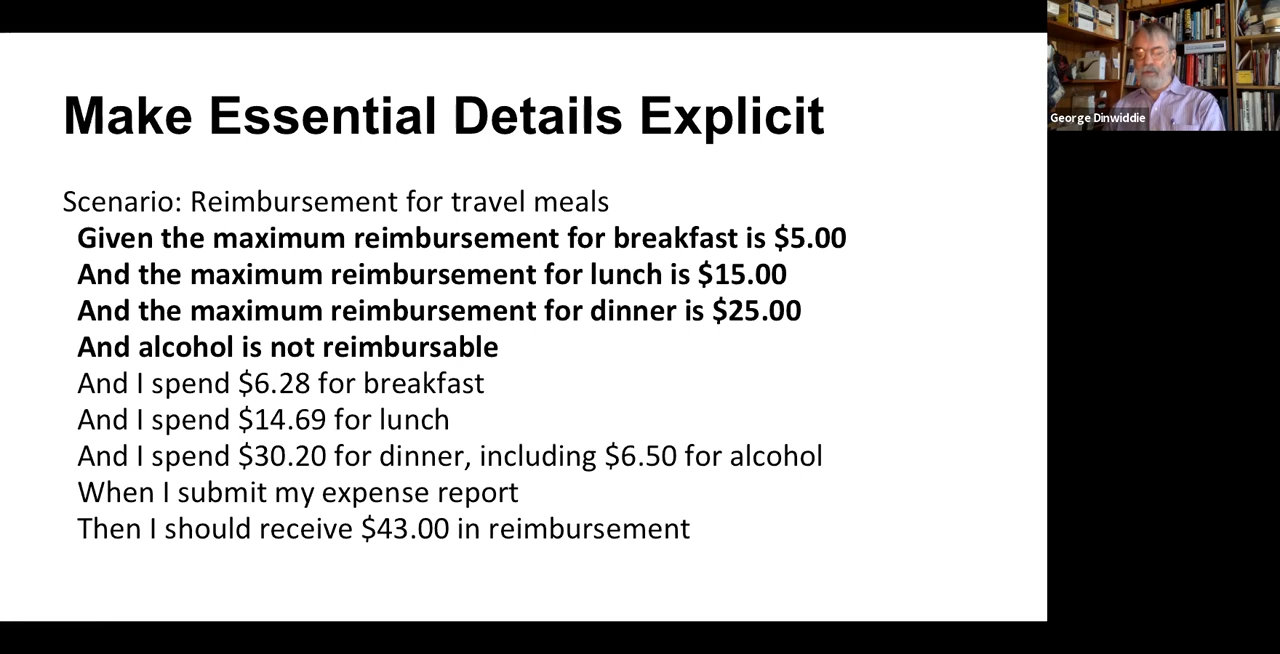 Make Essential Details Explicit
Scenario: Reimbursement for travel meals
Given the maximum reimbursement for breakfast is $5.00
And the maximum reimbursement for lunch is $15.00
And the maximum reimbursement for dinner is $25.00
And alcohol is not reimbursable
And I spend $6.28 for breakfast
And I spend $14.69 for lunch
And I spend $30.20 for dinner, including $6.50 for alcohol
When I submit my expense report
Then I should receive $43.00 in reimbursement
George Dinwiddie